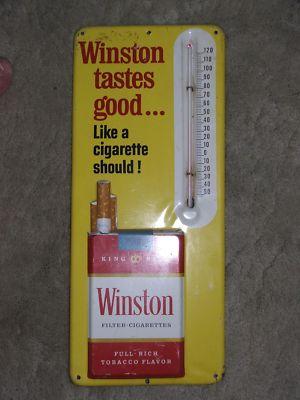 Winston
tastes
good...
Like a
cigarette
should!
120
110
100
90
80
70
60
50
40
30
20
10
0
10
20
30
40
50
KING
Winston
FILTER-CIGARETTES
FULL-RICH
TOBACCO FLAVOR